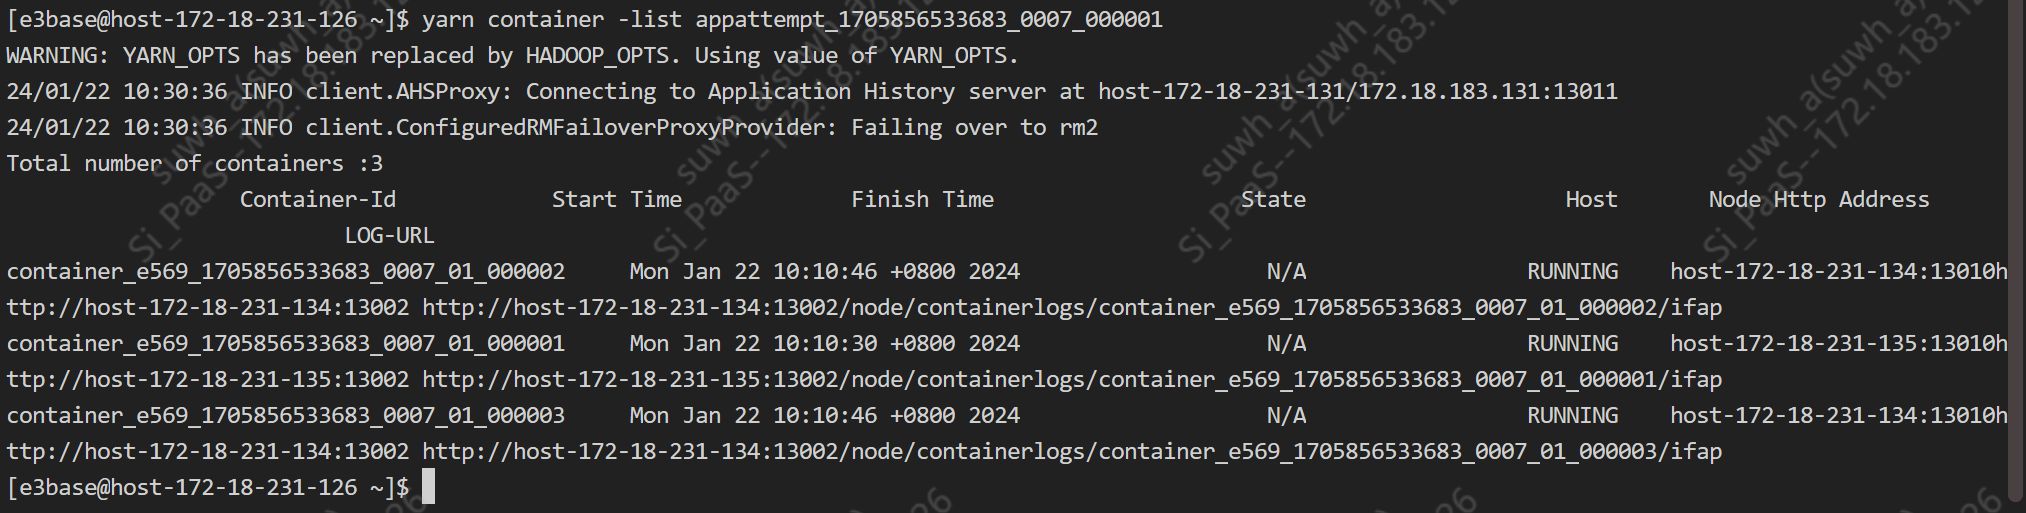 [e3base@host-172-18-231-126 ~]$ yarn container -list appattempt_1705856533683_0007_000001
WARNING: YARN_OPTS has been replaced by HADOOP_OPTS. Using value of YARN_OPTS.
24/01/22 10:30:36 INFO client.AHSProxy: Connecting to Application History server at host-172-18-231-131/172.18.183.131:13011
24/01/22 10:30:36 INFO client.ConfiguredRMFailoverProxyProvider: Failing over to rm2
Total number of containers :3
Container-Id Start Time Finish Time State Host Node Http Address
LOG-URL
container_e569_1705856533683_0007_01_000002 Mon Jan 22 10:10:46 +0800 2024 N/A RUNNING host-172-18-231-134:13010h
ttp://host-172-18-231-134:13002 http://host-172-18-231-134:13002/node/containerlogs/container_e569_1705856533683_0007_01_000002/ifap
container_e569_1705856533683_0007_01_000001 Mon Jan 22 10:10:30 +0800 2024 N/A RUNNING host-172-18-231-135:13010h
ttp://host-172-18-231-135:13002 http://host-172-18-231-135:13002/node/containerlogs/container_e569_1705856533683_0007_01_000001/ifap
container_e569_1705856533683_0007_01_000003 Mon Jan 22 10:10:46 +0800 2024 N/A RUNNING host-172-18-231-134:13010h
ttp://host-172-18-231-134:13002 http://host-172-18-231-134:13002/node/containerlogs/container_e569_1705856533683_0007_01_000003/ifap
[e3base@host-172-18-231-126 ~]$